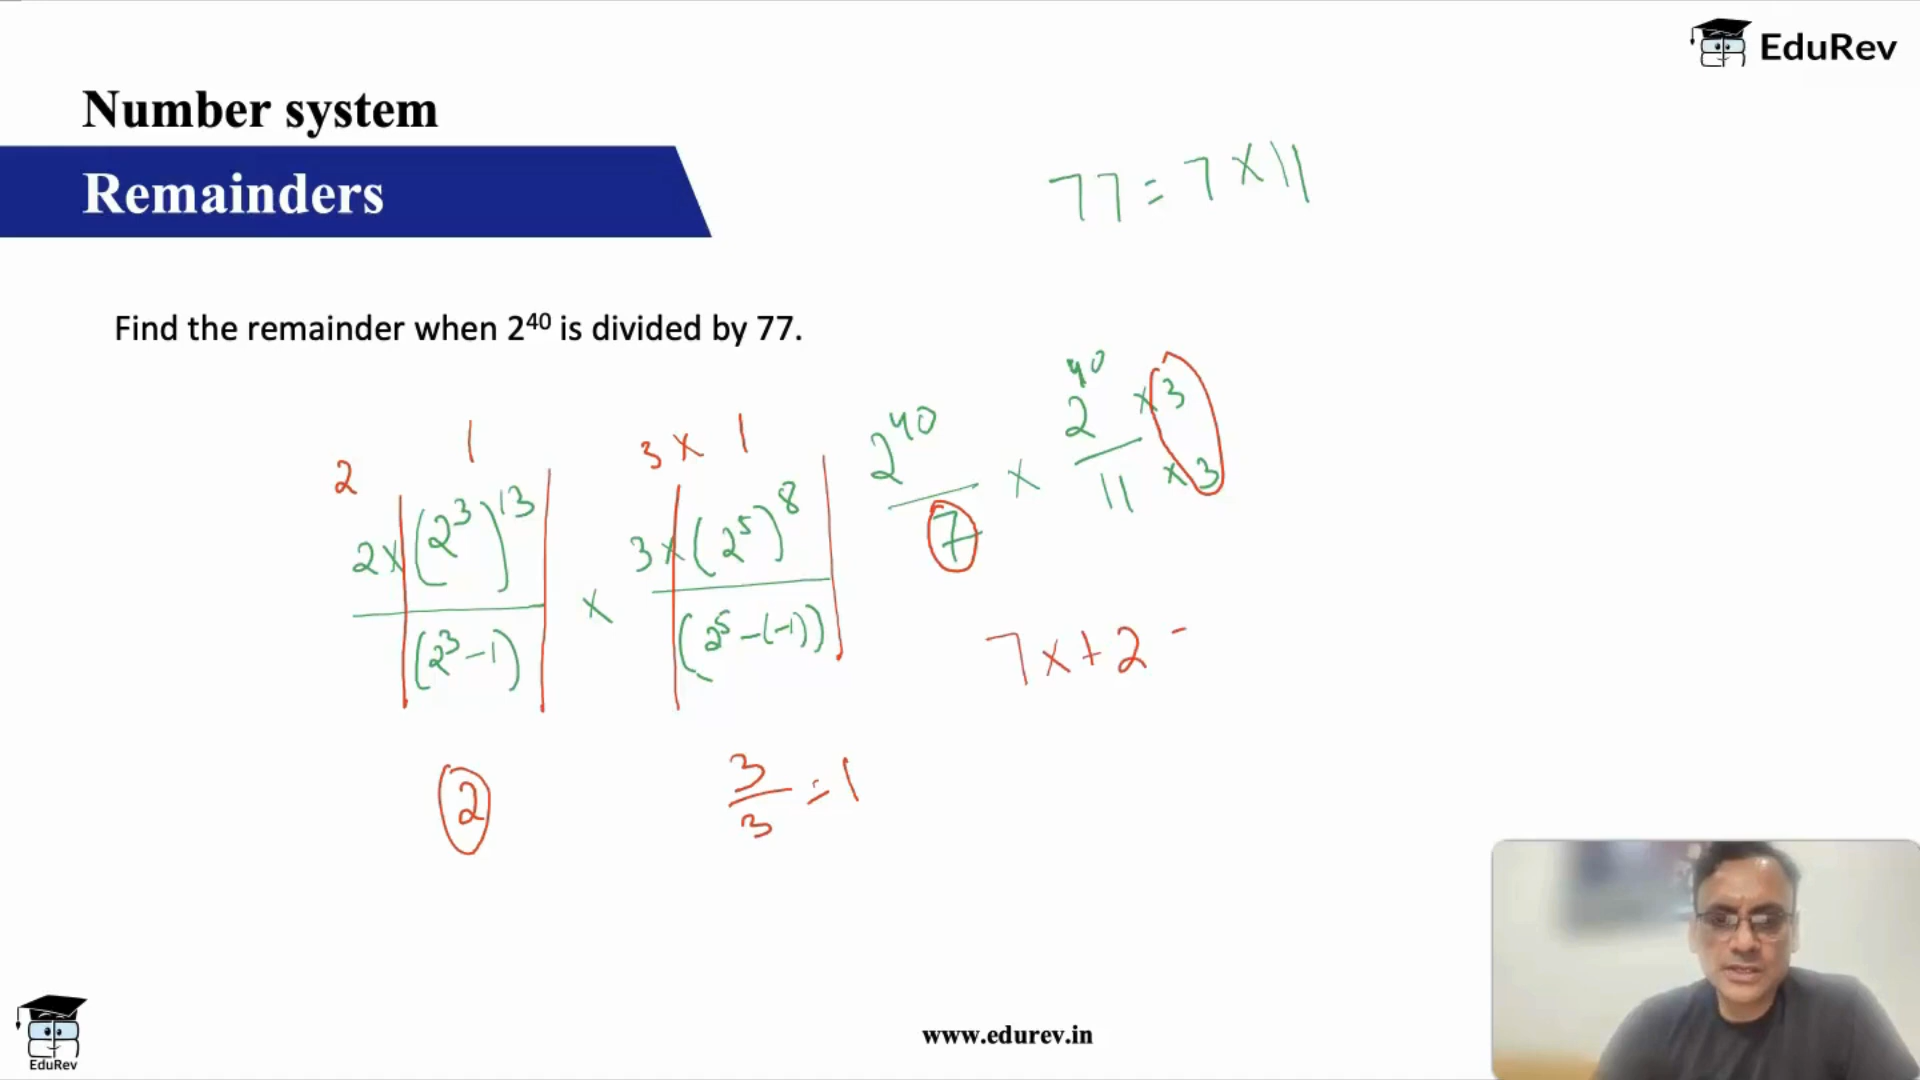 EduRev
Number system
Remainders
77 = 7 × 11
Find the remainder when 2⁴⁰ is divided by 77.
2 1 3 × 1
2 × (2³)¹³ / (2³ - 1) × 3 × (2⁵)⁸ / (2⁵ - (-1))
2⁴⁰ / 7 × 2⁴⁰ × 3 / 11 × 3
7x + 2 =
2
3/3 = 1
www.edurev.in
EduRev